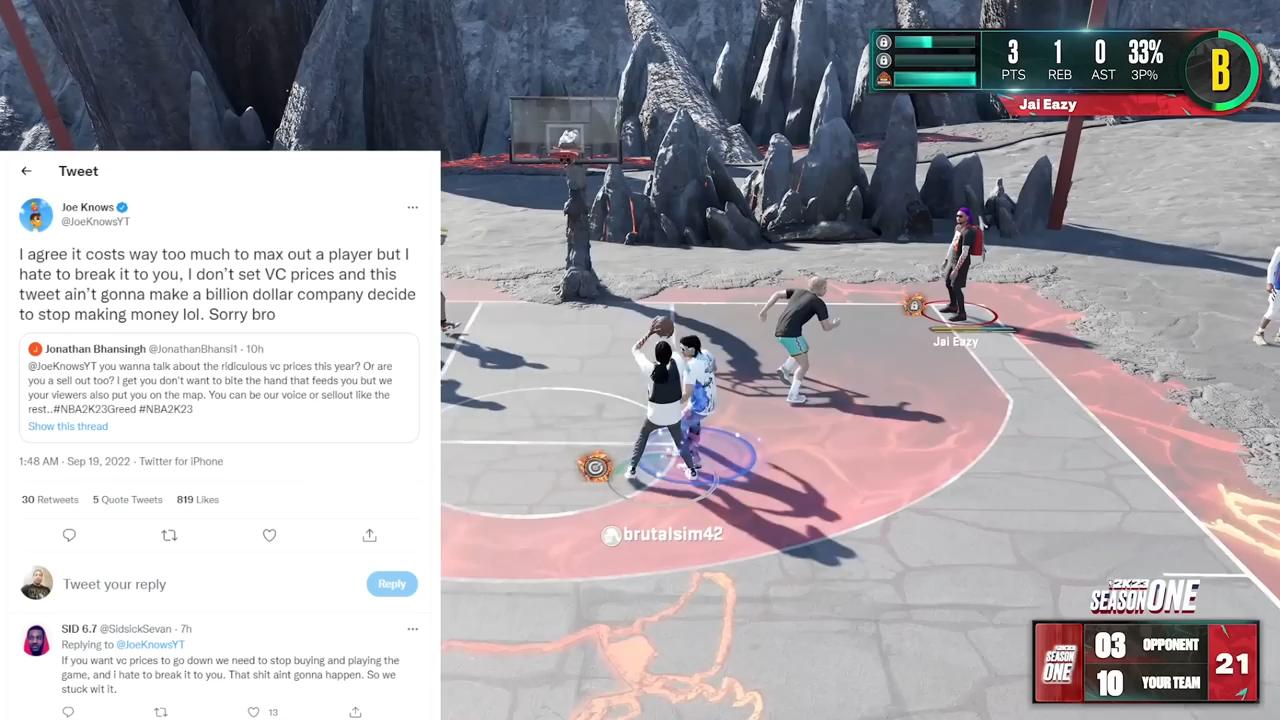 Tweet
Joe Knows
@JoeKnowsYT
I agree it costs way too much to max out a player but I
hate to break it to you, I don't set VC prices and this
tweet ain't gonna make a billion dollar company decide
to stop making money lol. Sorry bro
Jonathan Bhansingh @JonathanBhansi1 · 10h
@JoeKnowsYT you wanna talk about the ridiculous vc prices this year? Or are
you a sell out too? I get you don't want to bite the hand that feeds you but we
your viewers also put you on the map. You can be our voice or sellout like the
rest..#NBA2K23Greed #NBA2K23
Show this thread
1:48 AM · Sep 19, 2022 · Twitter for iPhone
30 Retweets 5 Quote Tweets 819 Likes
Tweet your reply
Reply
SID 6.7 @SidsickSevan · 7h
Replying to @JoeKnowsYT
If you want vc prices to go down we need to stop buying and playing the
game, and i hate to break it to you. That shit aint gonna happen. So we
stuck wit it.
13
3 1 0 33%
PTS REB AST 3P%
B
Jai Eazy
Jai Eazy
brutalsim42
2K23
SEASON ONE
SEASON
ONE
03 OPPONENT
10 YOUR TEAM
21